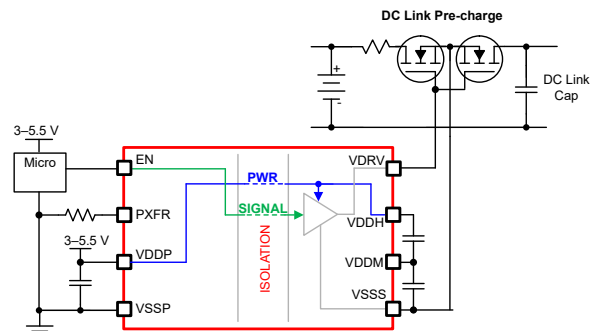 DC Link Pre-charge
+
-
DC Link
Cap
3–5.5 V
Micro
EN
PWR
VDRV
SIGNAL
PXFR
VDDH
3–5.5 V
ISOLATION
VDDP
VDDM
VSSS
VSSP